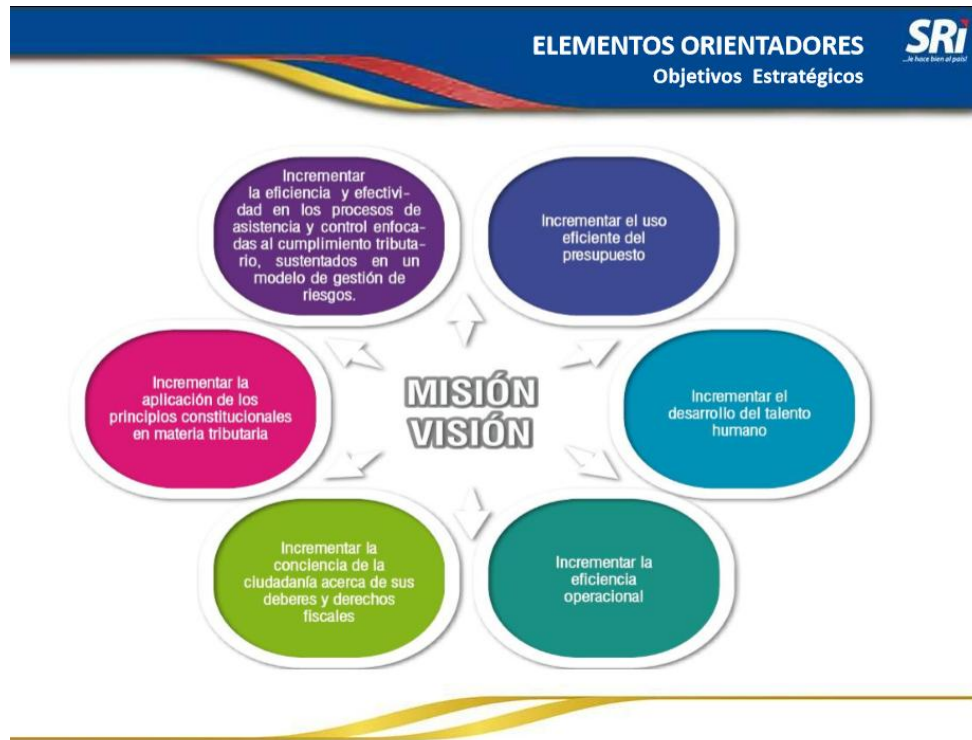 ELEMENTOS ORIENTADORES
Objetivos Estratégicos
SRi
...le hace bien al país!
Incrementar
la eficiencia y efectivi-
dad en los procesos de
asistencia y control enfoca-
das al cumplimiento tributa-
rio, sustentados en un
modelo de gestión de
riesgos.
Incrementar el uso
eficiente del
presupuesto
Incrementar la
aplicación de los
principios constitucionales
en materia tributaria
MISIÓN
VISIÓN
Incrementar el
desarrollo del talento
humano
Incrementar la
conciencia de la
ciudadanía acerca de sus
deberes y derechos
fiscales
Incrementar la
eficiencia
operacional